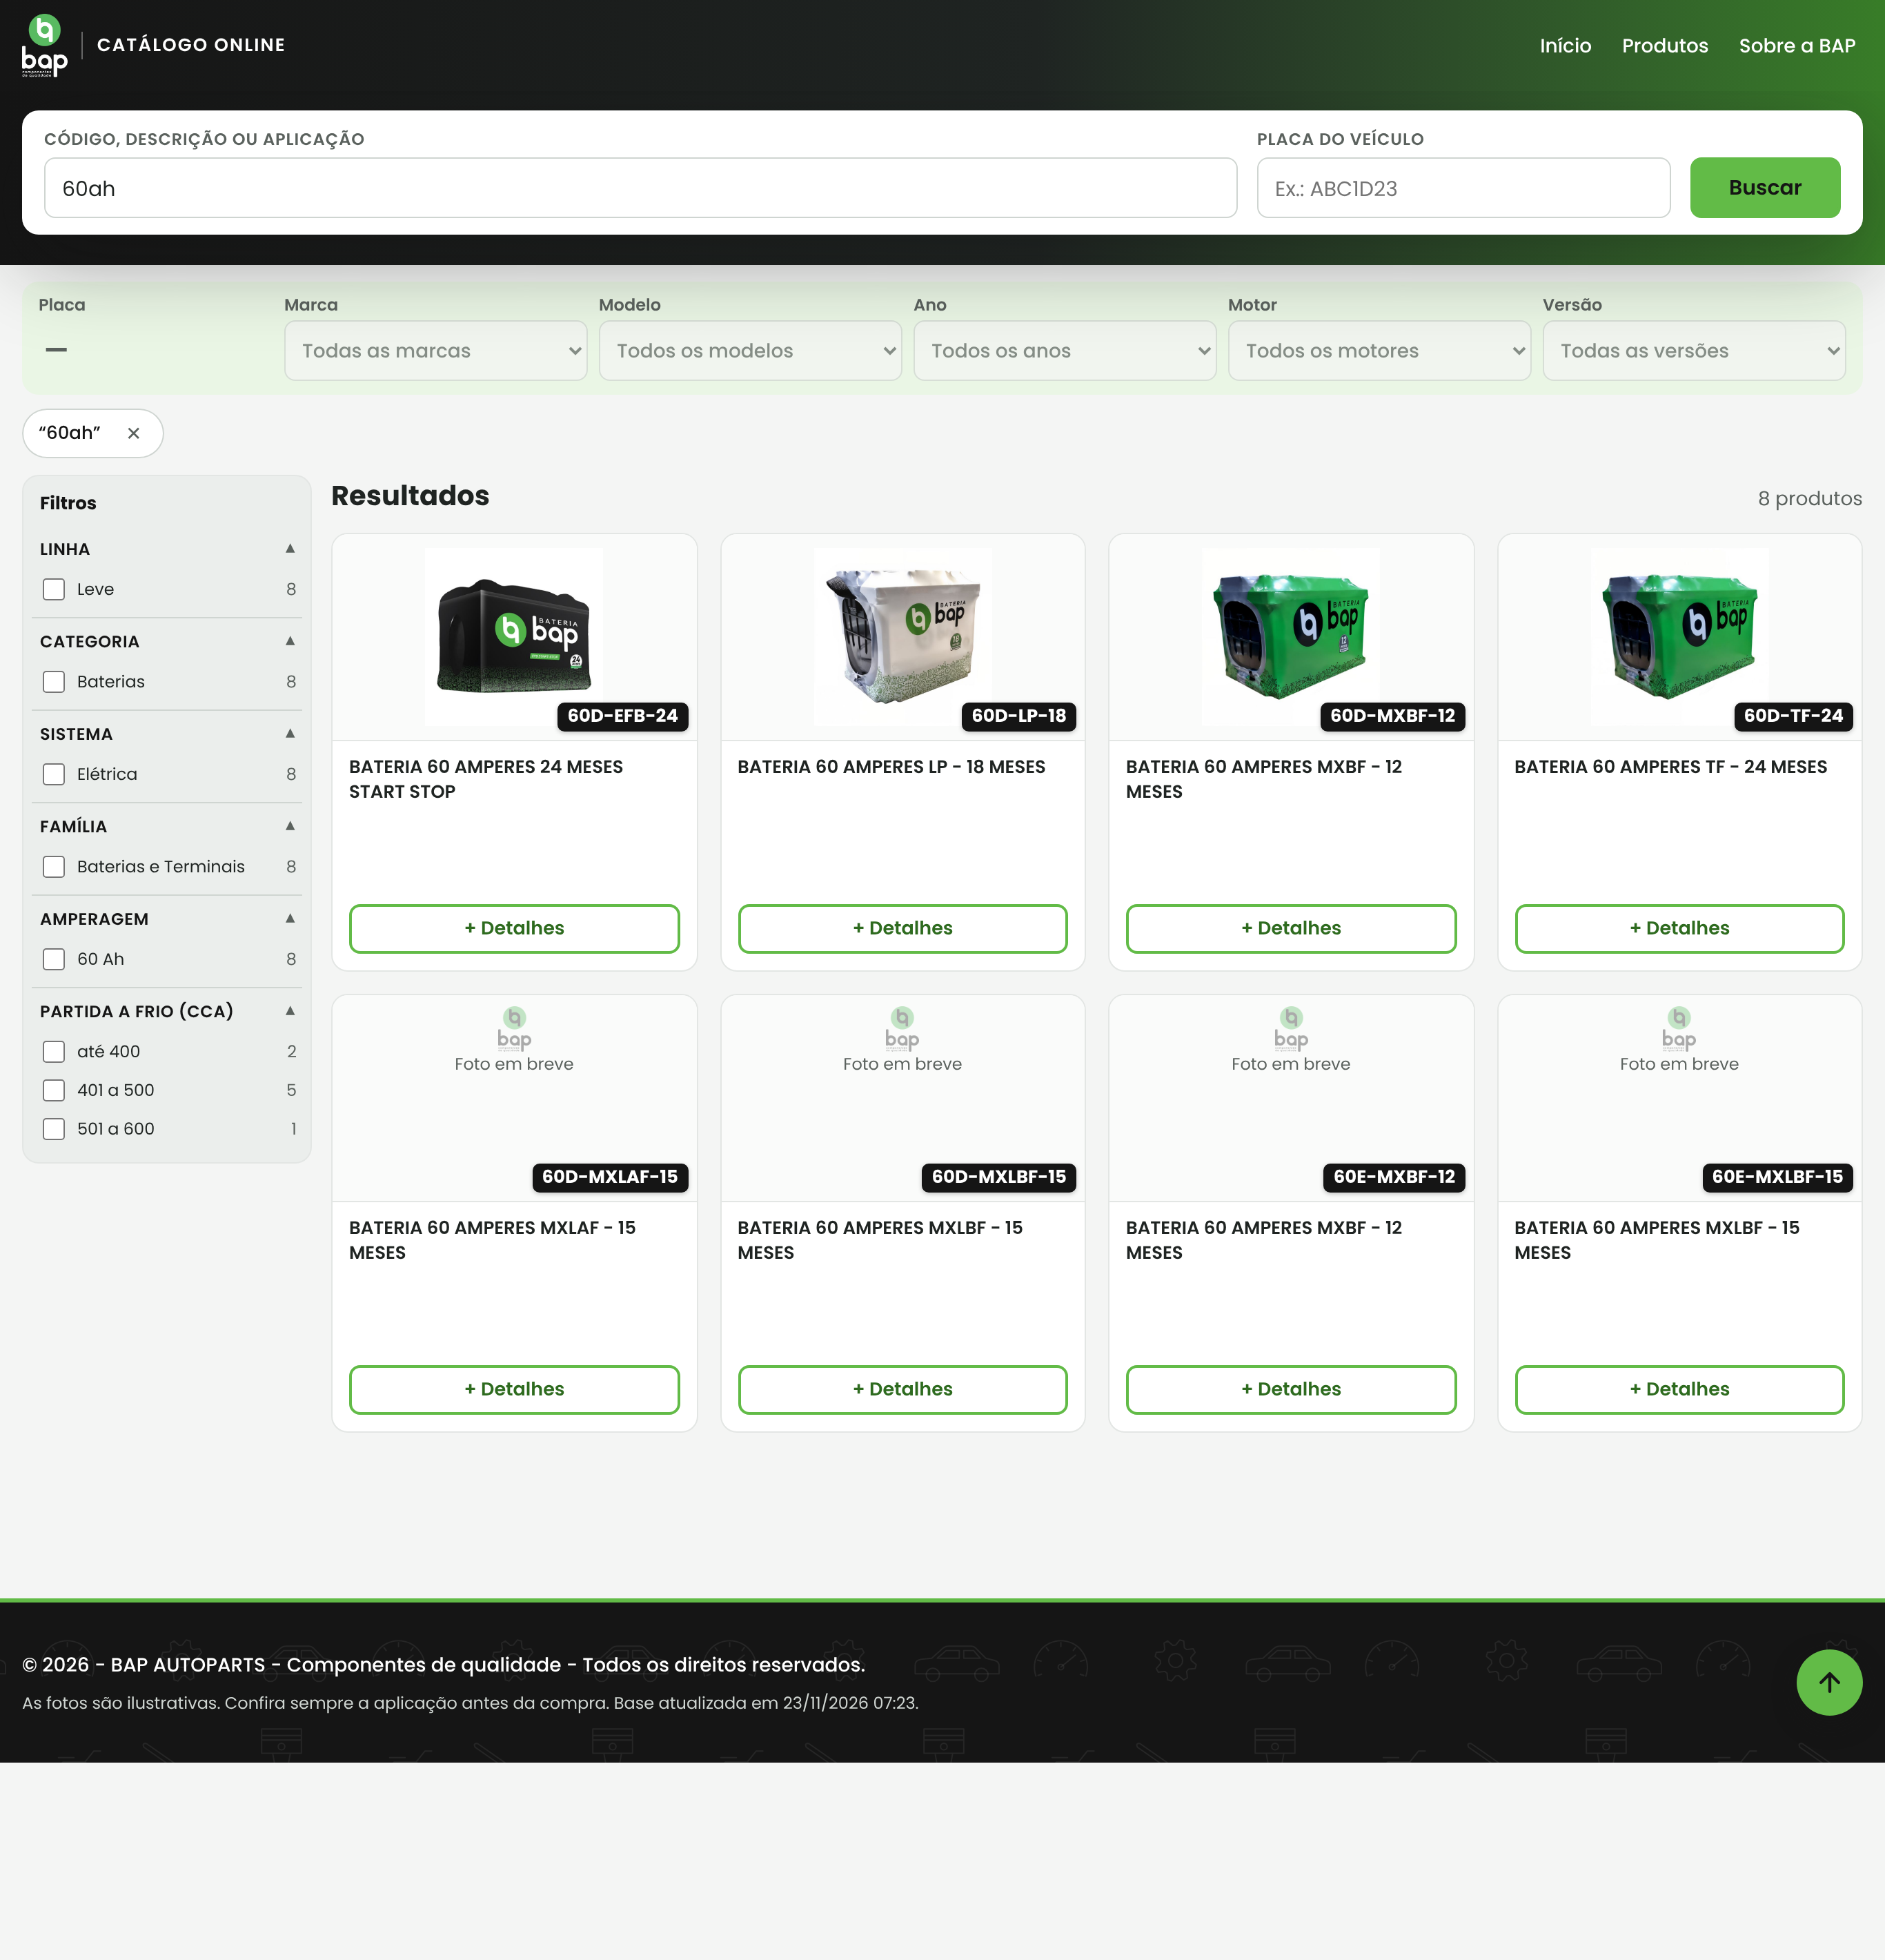 bap
CATÁLOGO ONLINE
Início
Produtos
Sobre a BAP
CÓDIGO, DESCRIÇÃO OU APLICAÇÃO
PLACA DO VEÍCULO
60ah
Ex.: ABC1D23
Buscar
Placa
Marca
Modelo
Ano
Motor
Versão
—
Todas as marcas
Todos os modelos
Todos os anos
Todos os motores
Todas as versões
“60ah” ×
Filtros
LINHA
Leve 8
CATEGORIA
Baterias 8
SISTEMA
Elétrica 8
FAMÍLIA
Baterias e Terminais 8
AMPERAGEM
60 Ah 8
PARTIDA A FRIO (CCA)
até 400 2
401 a 500 5
501 a 600 1
Resultados
8 produtos
BATERIA
bap
24
60D-EFB-24
BATERIA 60 AMPERES 24 MESES
START STOP
+ Detalhes
BATERIA
bap
60D-LP-18
BATERIA 60 AMPERES LP - 18 MESES
+ Detalhes
BATERIA
bap
60D-MXBF-12
BATERIA 60 AMPERES MXBF - 12
MESES
+ Detalhes
BATERIA
bap
60D-TF-24
BATERIA 60 AMPERES TF - 24 MESES
+ Detalhes
bap
Foto em breve
60D-MXLAF-15
BATERIA 60 AMPERES MXLAF - 15
MESES
+ Detalhes
bap
Foto em breve
60D-MXLBF-15
BATERIA 60 AMPERES MXLBF - 15
MESES
+ Detalhes
bap
Foto em breve
60E-MXBF-12
BATERIA 60 AMPERES MXBF - 12
MESES
+ Detalhes
bap
Foto em breve
60E-MXLBF-15
BATERIA 60 AMPERES MXLBF - 15
MESES
+ Detalhes
© 2026 - BAP AUTOPARTS - Componentes de qualidade - Todos os direitos reservados.
As fotos são ilustrativas. Confira sempre a aplicação antes da compra. Base atualizada em 23/11/2026 07:23.